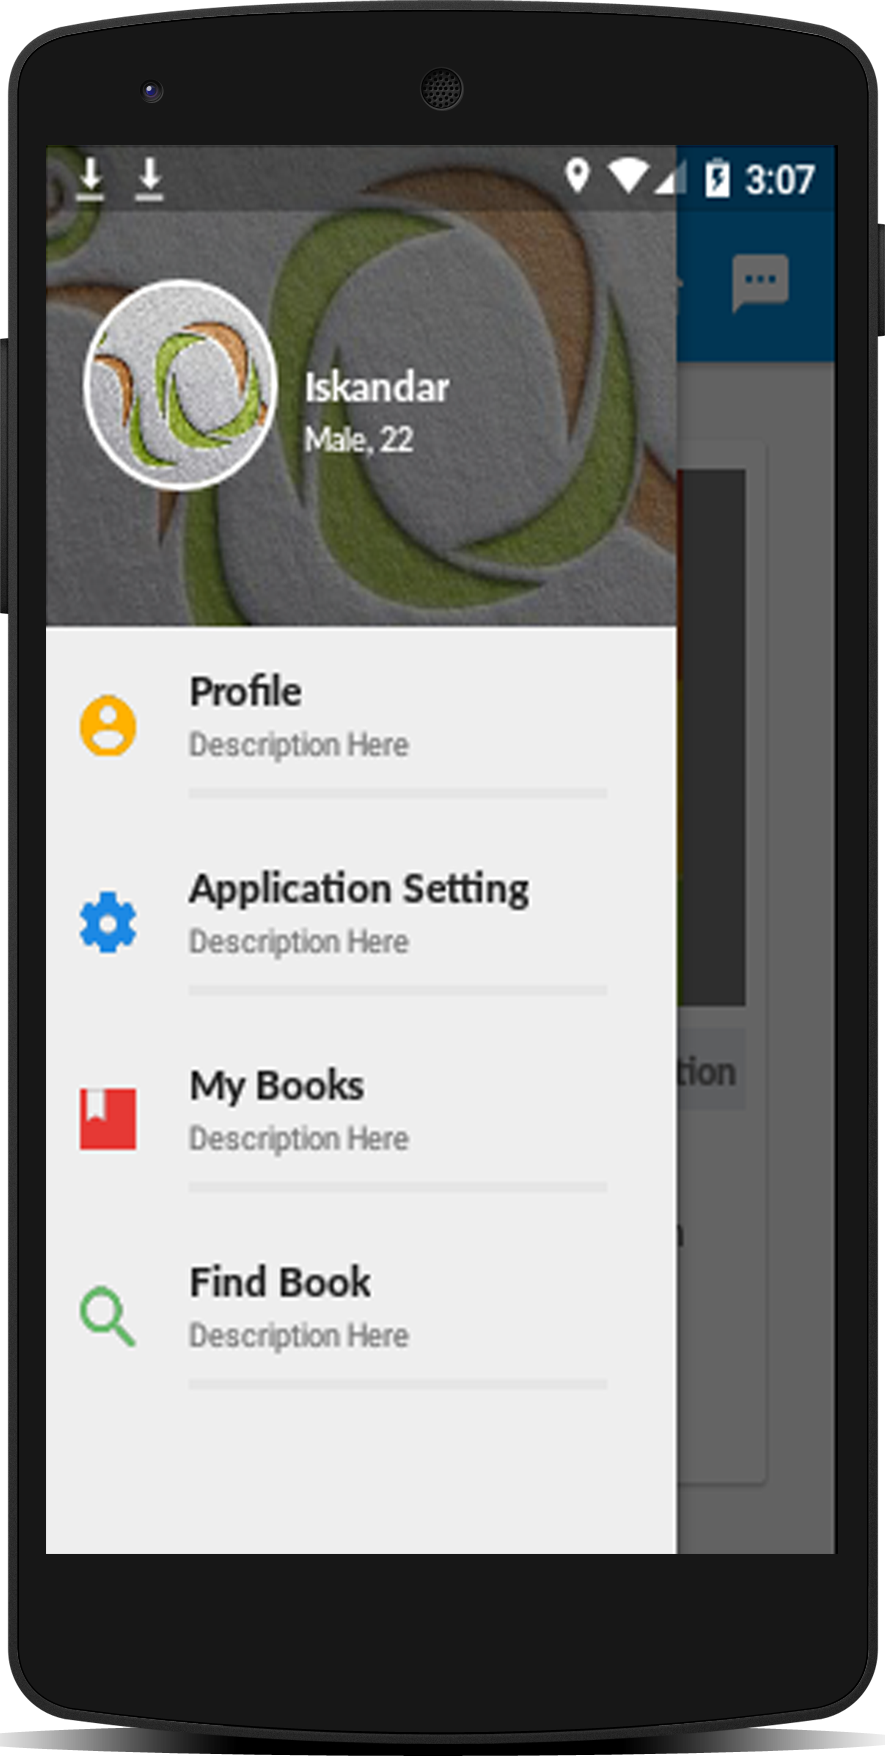 3:07
Iskandar
Male, 22
Profile
Description Here
Application Setting
Description Here
tion
My Books
Description Here
Find Book
Description Here